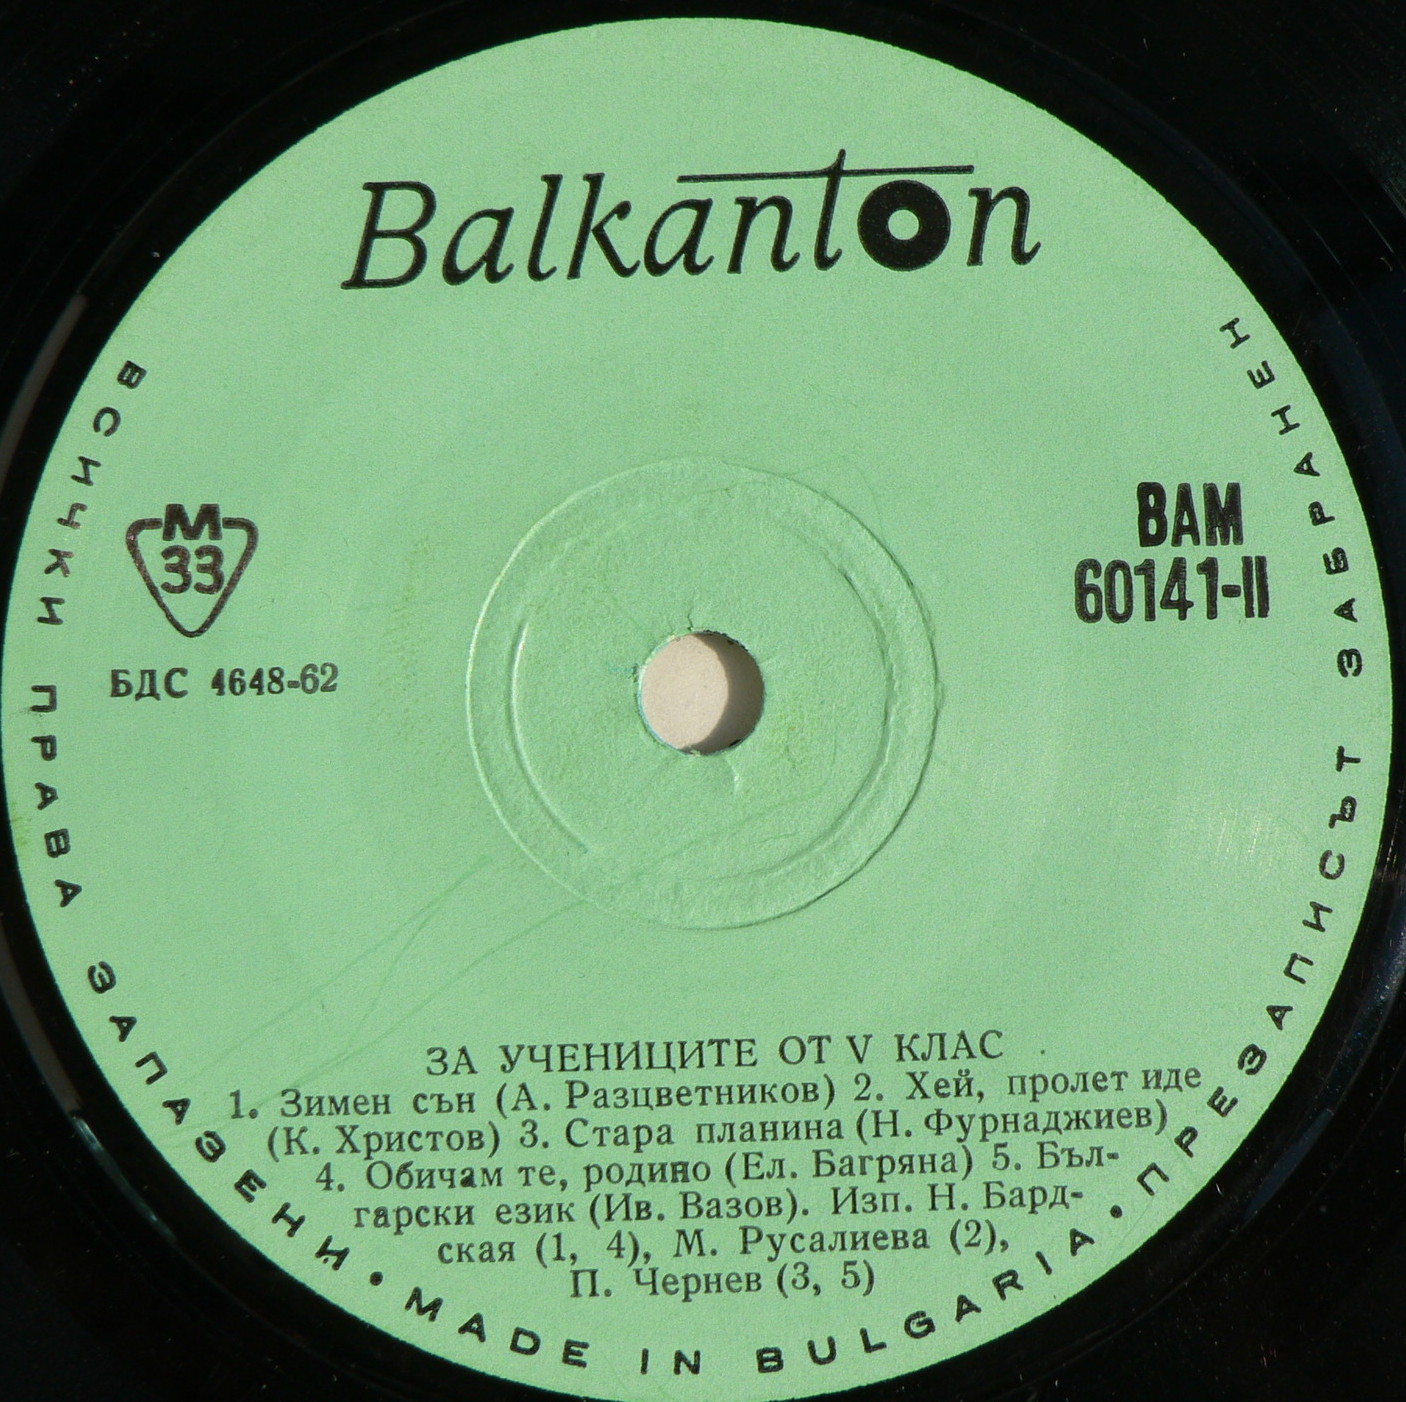 Balkanton
ВСИЧКИ ПРАВА ЗАПАЗЕНИ • MADE IN BULGARIA • ПРЕЗАПИСЪТ ЗАБРАНЕН
М
33
БДС 4648-62
ВАМ
60141-II
ЗА УЧЕНИЦИТЕ ОТ V КЛАС
1. Зимен сън (А. Разцветников) 2. Хей, пролет иде
(К. Христов) 3. Стара планина (Н. Фурнаджиев)
4. Обичам те, родино (Ел. Багряна) 5. Бъл-
гарски език (Ив. Вазов). Изп. Н. Бард-
ская (1, 4), М. Русалиева (2),
П. Чернев (3, 5)